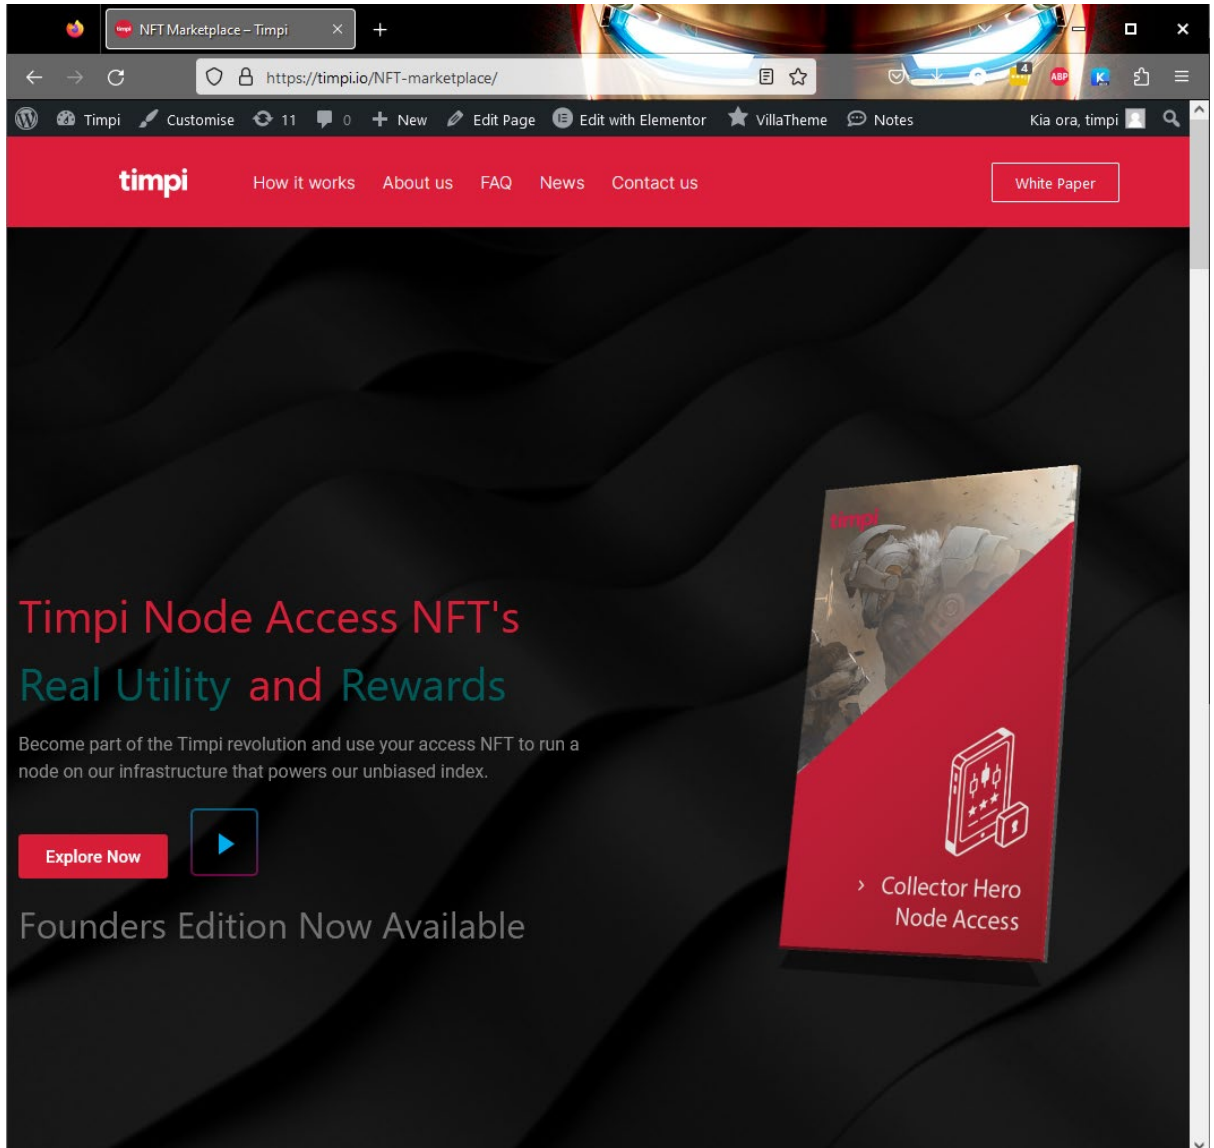 NFT Marketplace – Timpi
https://timpi.io/NFT-marketplace/
4
ABP
K
Timpi Customise 11 0 New Edit Page Edit with Elementor VillaTheme Notes Kia ora, timpi
timpi How it works About us FAQ News Contact us White Paper
timpi
Timpi Node Access NFT's
Real Utility and Rewards
Become part of the Timpi revolution and use your access NFT to run a
node on our infrastructure that powers our unbiased index.
Explore Now
Founders Edition Now Available
› Collector Hero
Node Access